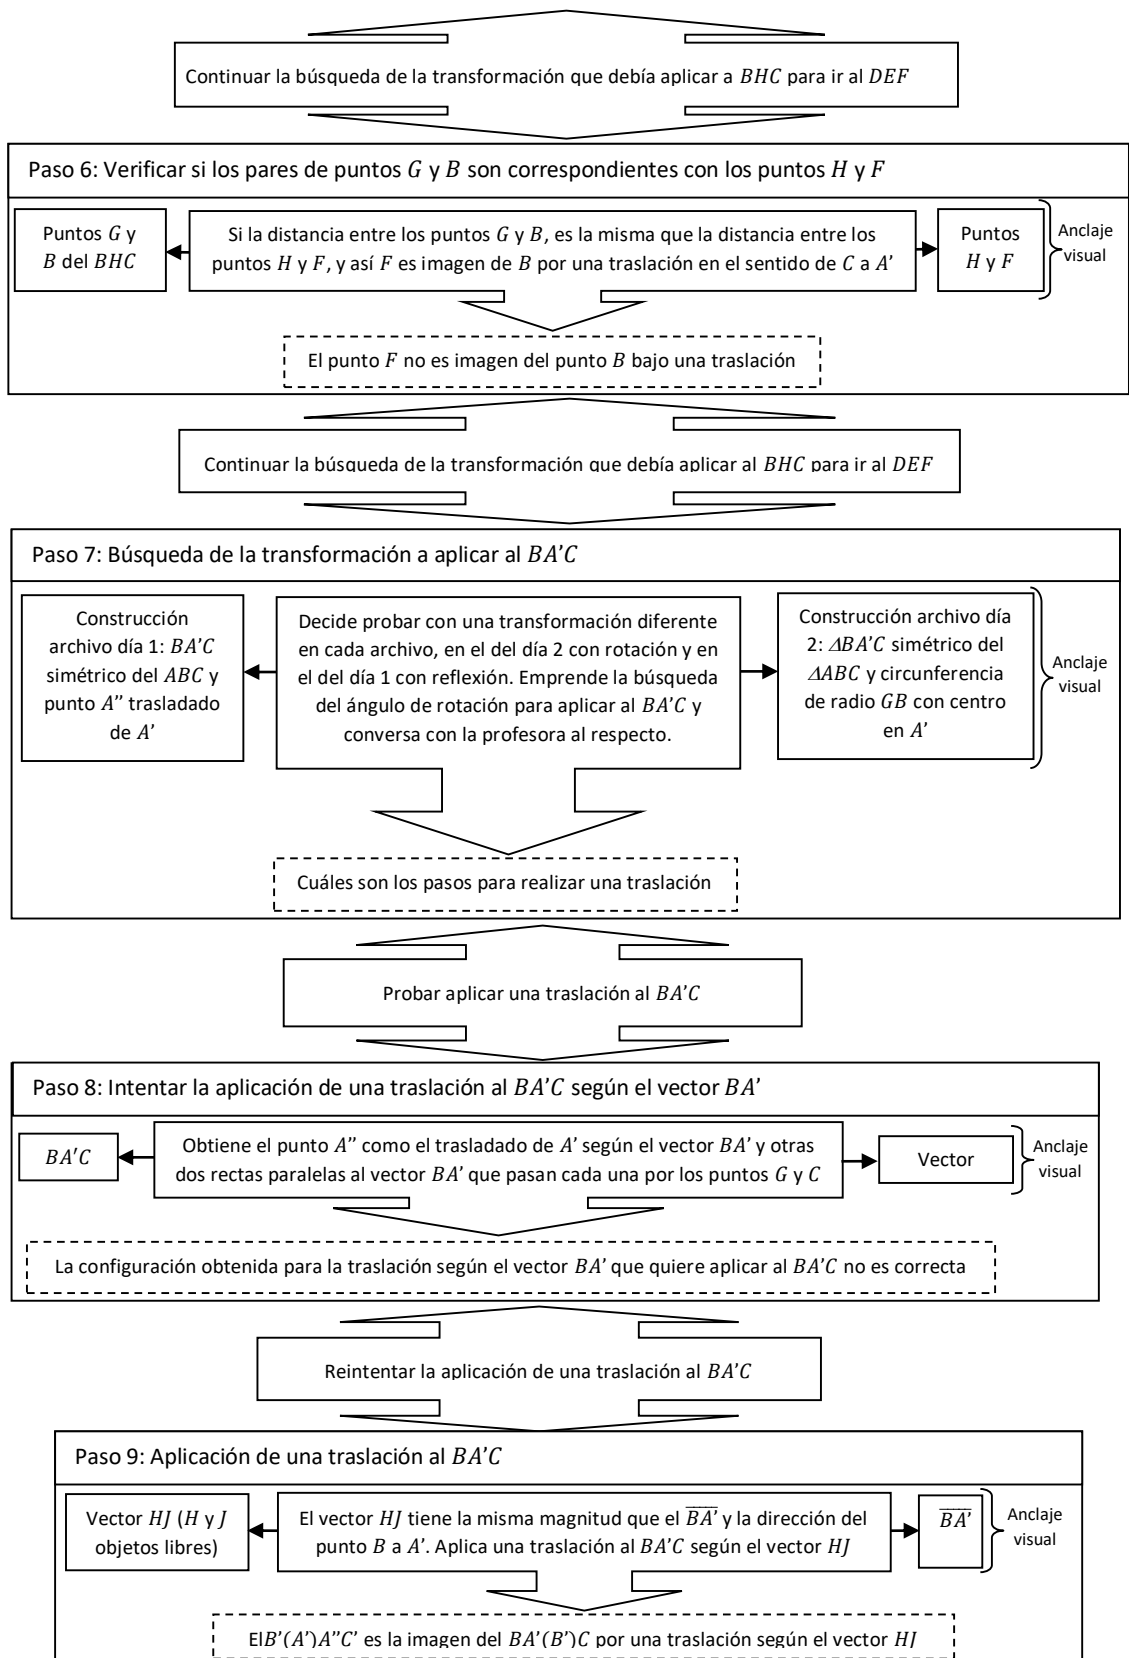 Continuar la búsqueda de la transformación que debía aplicar a BHC para ir al DEF
Paso 6: Verificar si los pares de puntos G y B son correspondientes con los puntos H y F
Puntos G y
B del BHC
Si la distancia entre los puntos G y B, es la misma que la distancia entre los
puntos H y F, y así F es imagen de B por una traslación en el sentido de C a A’
Puntos
H y F
Anclaje
visual
El punto F no es imagen del punto B bajo una traslación
Continuar la búsqueda de la transformación que debía aplicar al BHC para ir al DEF
Paso 7: Búsqueda de la transformación a aplicar al BA’C
Construcción
archivo día 1: BA’C
simétrico del ABC y
punto A’’ trasladado
de A’
Decide probar con una transformación diferente
en cada archivo, en el del día 2 con rotación y en
el del día 1 con reflexión. Emprende la búsqueda
del ángulo de rotación para aplicar al BA’C y
conversa con la profesora al respecto.
Construcción archivo día
2: ΔBA’C simétrico del
ΔABC y circunferencia
de radio GB con centro
en A’
Anclaje
visual
Cuáles son los pasos para realizar una traslación
Probar aplicar una traslación al BA’C
Paso 8: Intentar la aplicación de una traslación al BA’C según el vector BA’
BA’C
Obtiene el punto A’’ como el trasladado de A’ según el vector BA’ y otras
dos rectas paralelas al vector BA’ que pasan cada una por los puntos G y C
Vector
Anclaje
visual
La configuración obtenida para la traslación según el vector BA’ que quiere aplicar al BA’C no es correcta
Reintentar la aplicación de una traslación al BA’C
Paso 9: Aplicación de una traslación al BA’C
Vector HJ (H y J
objetos libres)
El vector HJ tiene la misma magnitud que el B̅A̅’̅ y la dirección del
punto B a A’. Aplica una traslación al BA’C según el vector HJ
B̅A̅’̅
Anclaje
visual
ElB’(A’)A’’C’ es la imagen del BA’(B’)C por una traslación según el vector HJ